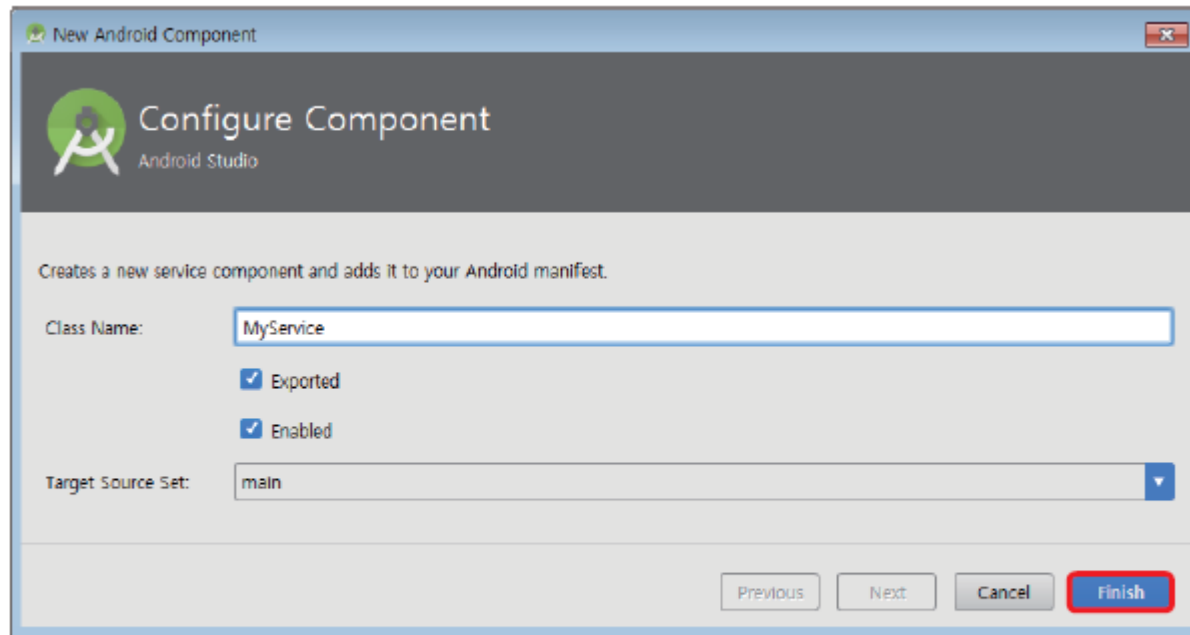 New Android Component
Configure Component
Android Studio
Creates a new service component and adds it to your Android manifest.
Class Name: MyService
Exported
Enabled
Target Source Set: main
Previous Next Cancel Finish